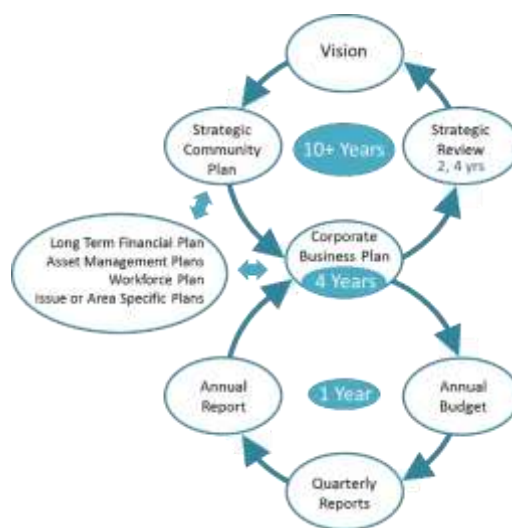 Vision
Strategic
Community
Plan
10+ Years
Strategic
Review
2, 4 yrs
Long Term Financial Plan
Asset Management Plans
Workforce Plan
Issue or Area Specific Plans
Corporate
Business Plan
4 Years
Annual
Report
1 Year
Annual
Budget
Quarterly
Reports